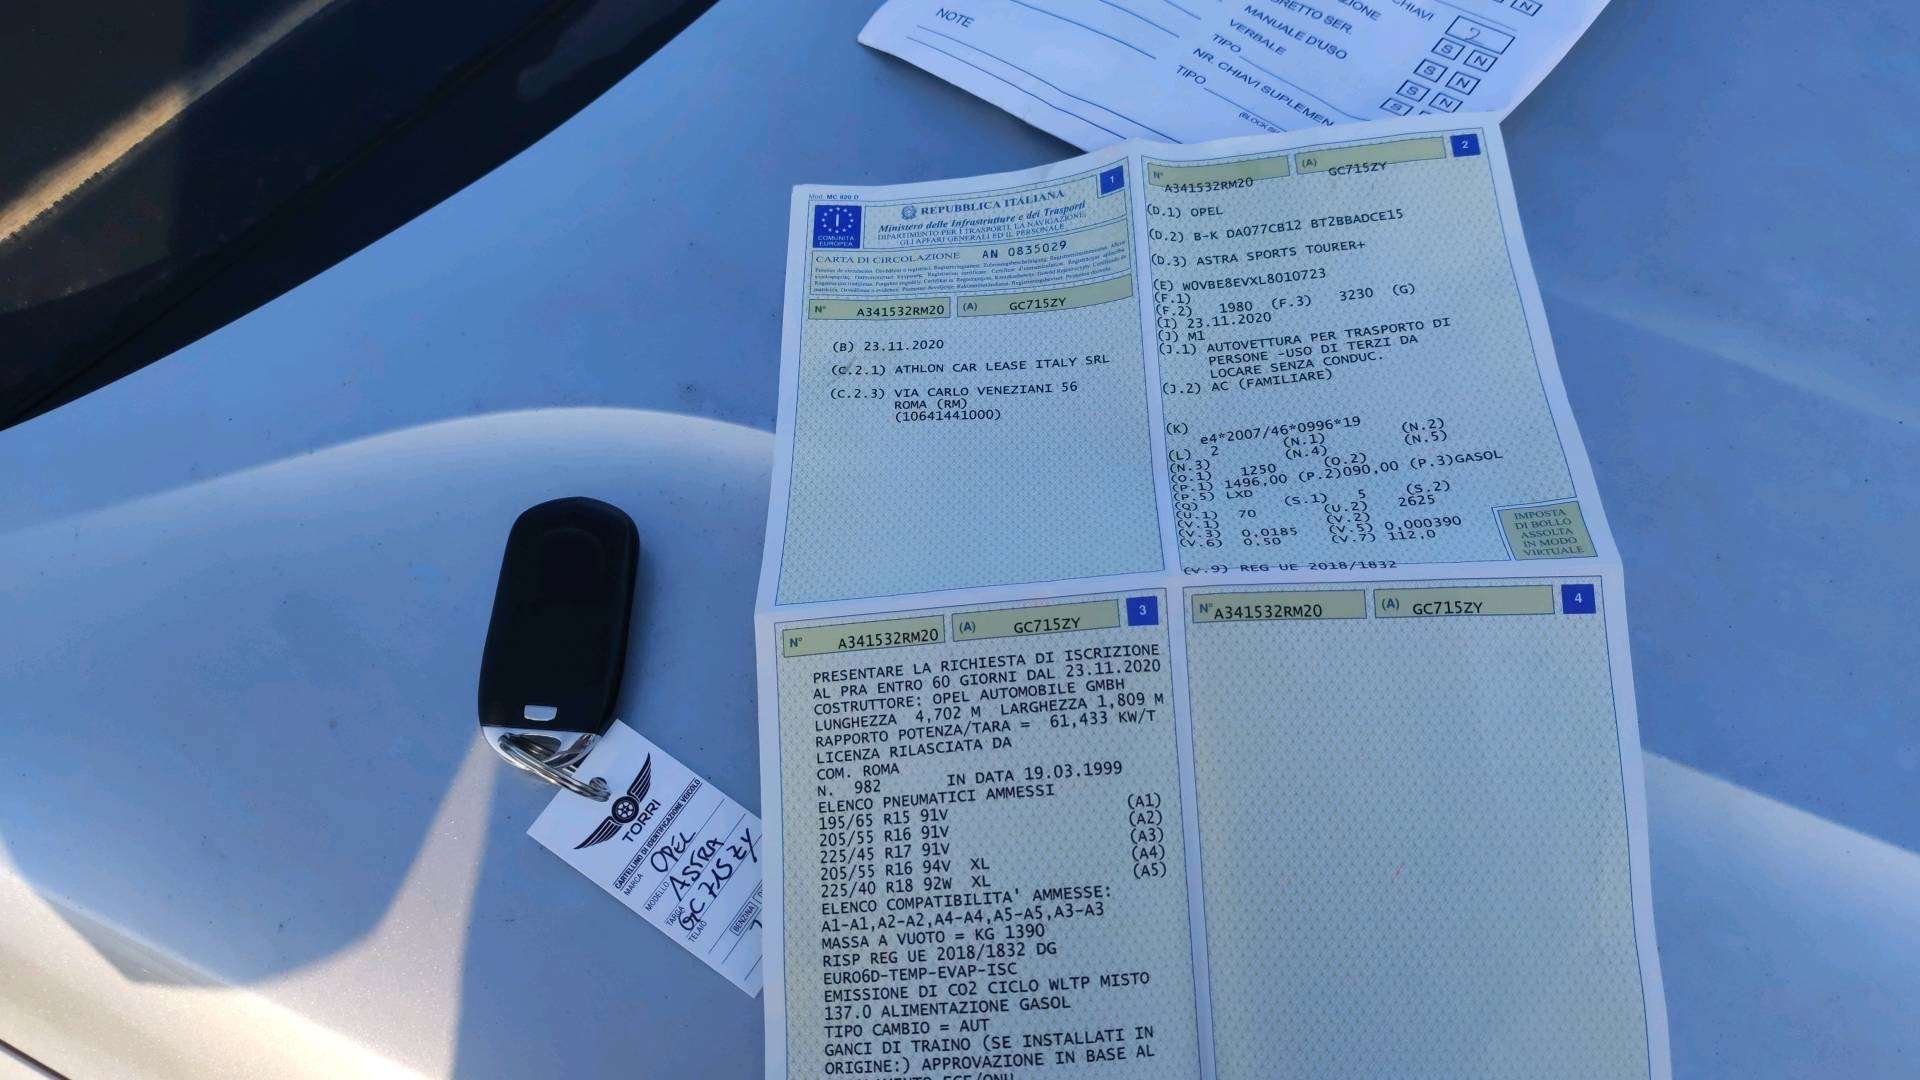 NOTE
CHIAVI
2
S N
MANUALE D'USO
VERBALE
TIPO
NR. CHIAVI SUPLEMEN
TIPO
S N
S N
S N
Mod. MC 820 D
1
COMUNITÀ EUROPEA
REPUBBLICA ITALIANA
Ministero delle Infrastrutture e dei Trasporti
DIPARTIMENTO PER I TRASPORTI, LA NAVIGAZIONE,
GLI AFFARI GENERALI ED IL PERSONALE
CARTA DI CIRCOLAZIONE AN 0835029
N° A341532RM20 (A) GC715ZY
(B) 23.11.2020
(C.2.1) ATHLON CAR LEASE ITALY SRL
(C.2.3) VIA CARLO VENEZIANI 56
ROMA (RM)
(10641441000)
2
N° A341532RM20 (A) GC715ZY
(D.1) OPEL
(D.2) B-K DA077CB12 BT2BBADCE15
(D.3) ASTRA SPORTS TOURER+
(E) W0VBE8EVXL8010723
(F.1)
(F.2) 1980 (F.3) 3230 (G)
(I) 23.11.2020
(J) M1
(J.1) AUTOVETTURA PER TRASPORTO DI
PERSONE -USO DI TERZI DA
LOCARE SENZA CONDUC.
(J.2) AC (FAMILIARE)
(K) e4*2007/46*0996*19
(L) 2 (N.1) (N.2)
(N.3) (N.4) (N.5)
(O.1) 1250 (O.2)
(P.1) 1496,00 (P.2)090,00 (P.3)GASOL
(P.5) LXD
(Q) (S.1) 5 (S.2)
(U.1) 70 (U.2) 2625
(V.1) (V.2)
(V.3) 0.0185 (V.5) 0,000390
(V.6) 0.50 (V.7) 112.0
(V.9) REG UE 2018/1832
IMPOSTA
DI BOLLO
ASSOLTA
IN MODO
VIRTUALE
3
N° A341532RM20 (A) GC715ZY
PRESENTARE LA RICHIESTA DI ISCRIZIONE
AL PRA ENTRO 60 GIORNI DAL 23.11.2020
COSTRUTTORE: OPEL AUTOMOBILE GMBH
LUNGHEZZA 4,702 M LARGHEZZA 1,809 M
RAPPORTO POTENZA/TARA = 61,433 KW/T
LICENZA RILASCIATA DA
COM. ROMA
N. 982 IN DATA 19.03.1999
ELENCO PNEUMATICI AMMESSI
195/65 R15 91V (A1)
205/55 R16 91V (A2)
225/45 R17 91V (A3)
205/55 R16 94V XL (A4)
225/40 R18 92W XL (A5)
ELENCO COMPATIBILITA' AMMESSE:
A1-A1,A2-A2,A4-A4,A5-A5,A3-A3
MASSA A VUOTO = KG 1390
RISP REG UE 2018/1832 DG
EURO6D-TEMP-EVAP-ISC
EMISSIONE DI CO2 CICLO WLTP MISTO
137.0 ALIMENTAZIONE GASOL
TIPO CAMBIO = AUT
GANCI DI TRAINO (SE INSTALLATI IN
ORIGINE:) APPROVAZIONE IN BASE AL
4
N° A341532RM20 (A) GC715ZY
TORRI
CARTELLINO DI IDENTIFICAZIONE VEICOLO
MARCA OPEL
MODELLO ASTRA
TARGA GC 715 ZY
TELAIO
BENZINA